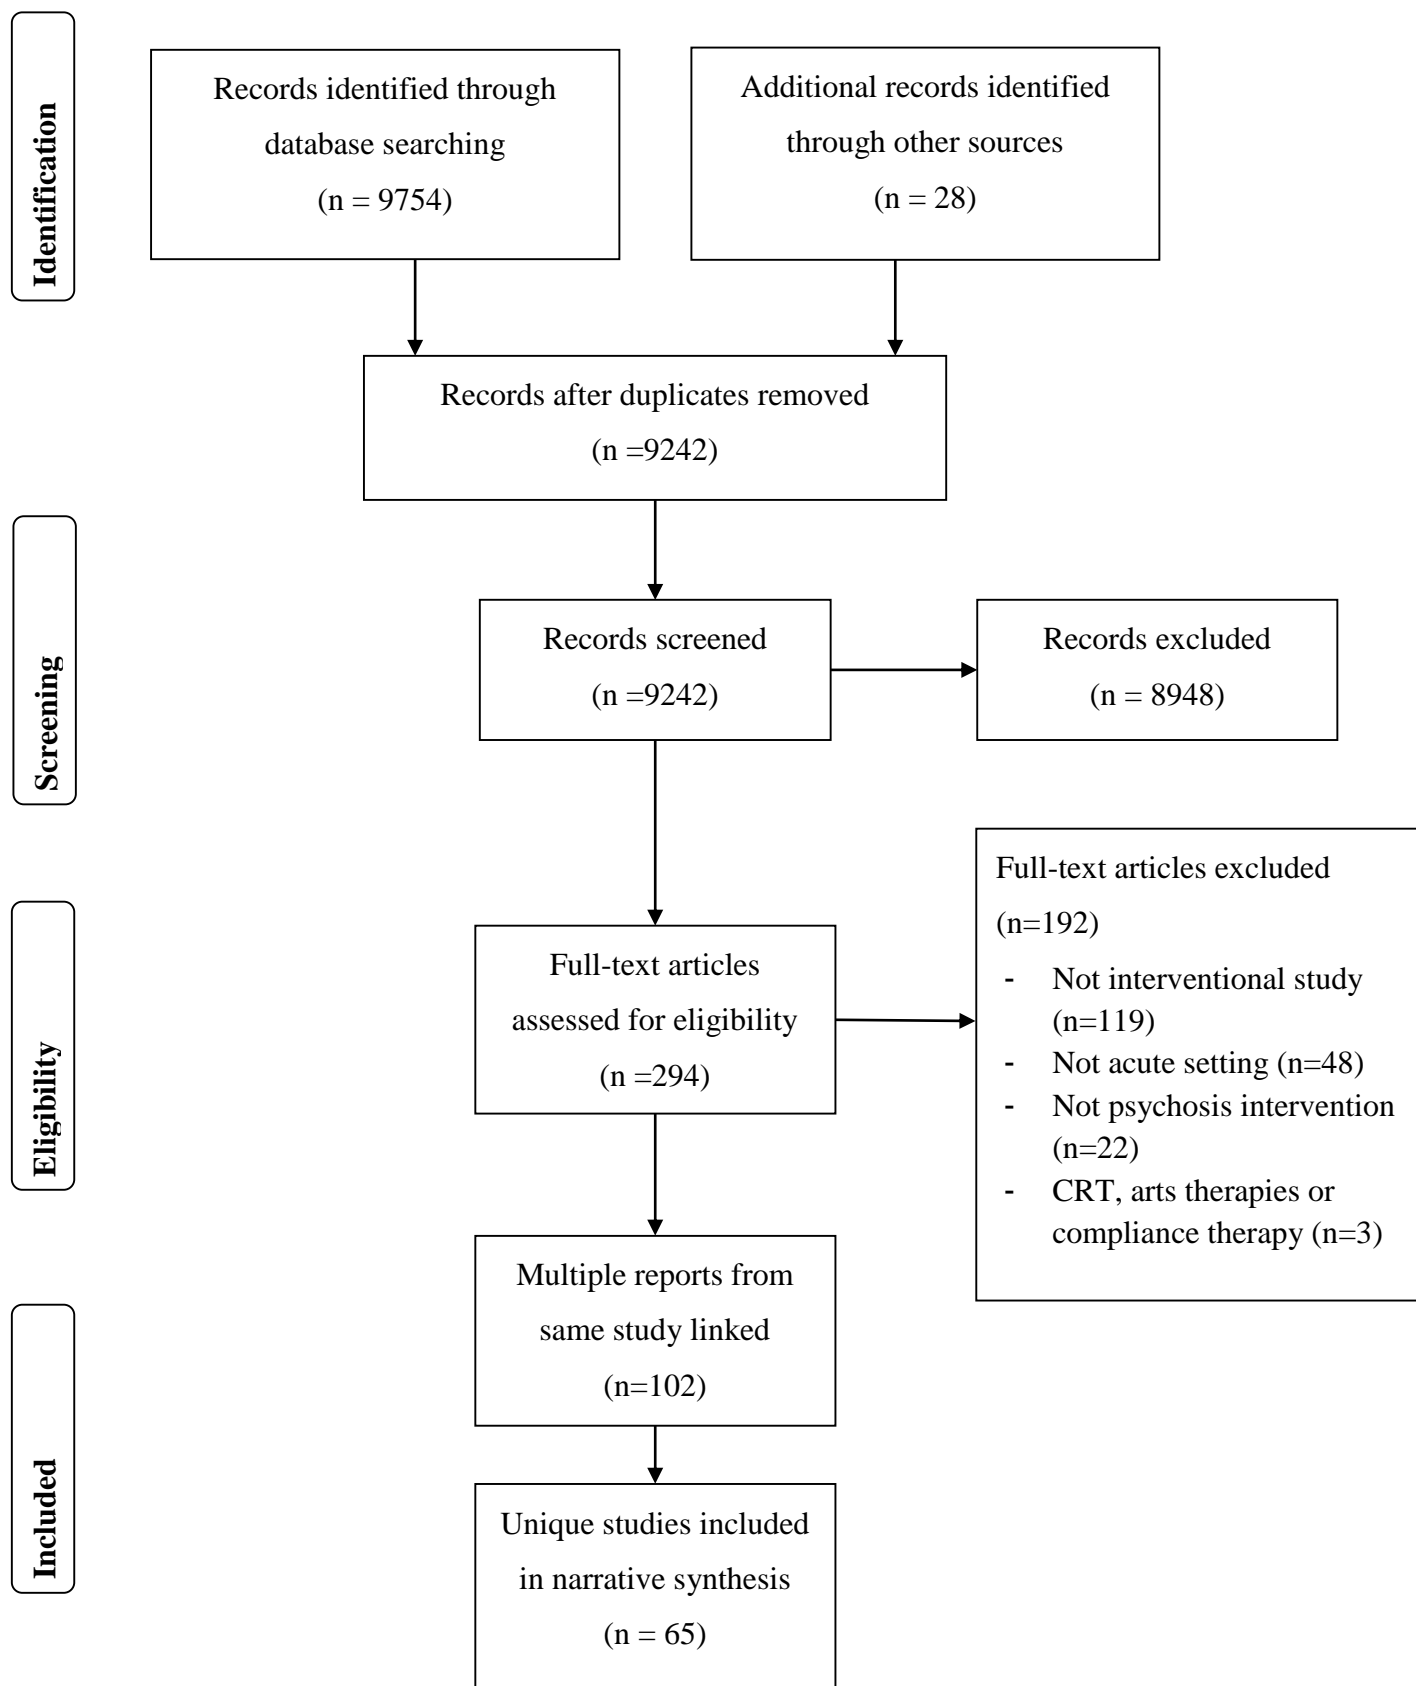 Identification
Records identified through
database searching
(n = 9754)
Additional records identified
through other sources
(n = 28)
Records after duplicates removed
(n =9242)
Screening
Records screened
(n =9242)
Records excluded
(n = 8948)
Eligibility
Full-text articles
assessed for eligibility
(n =294)
Full-text articles excluded
(n=192)
- Not interventional study
(n=119)
- Not acute setting (n=48)
- Not psychosis intervention
(n=22)
- CRT, arts therapies or
compliance therapy (n=3)
Multiple reports from
same study linked
(n=102)
Included
Unique studies included
in narrative synthesis
(n = 65)